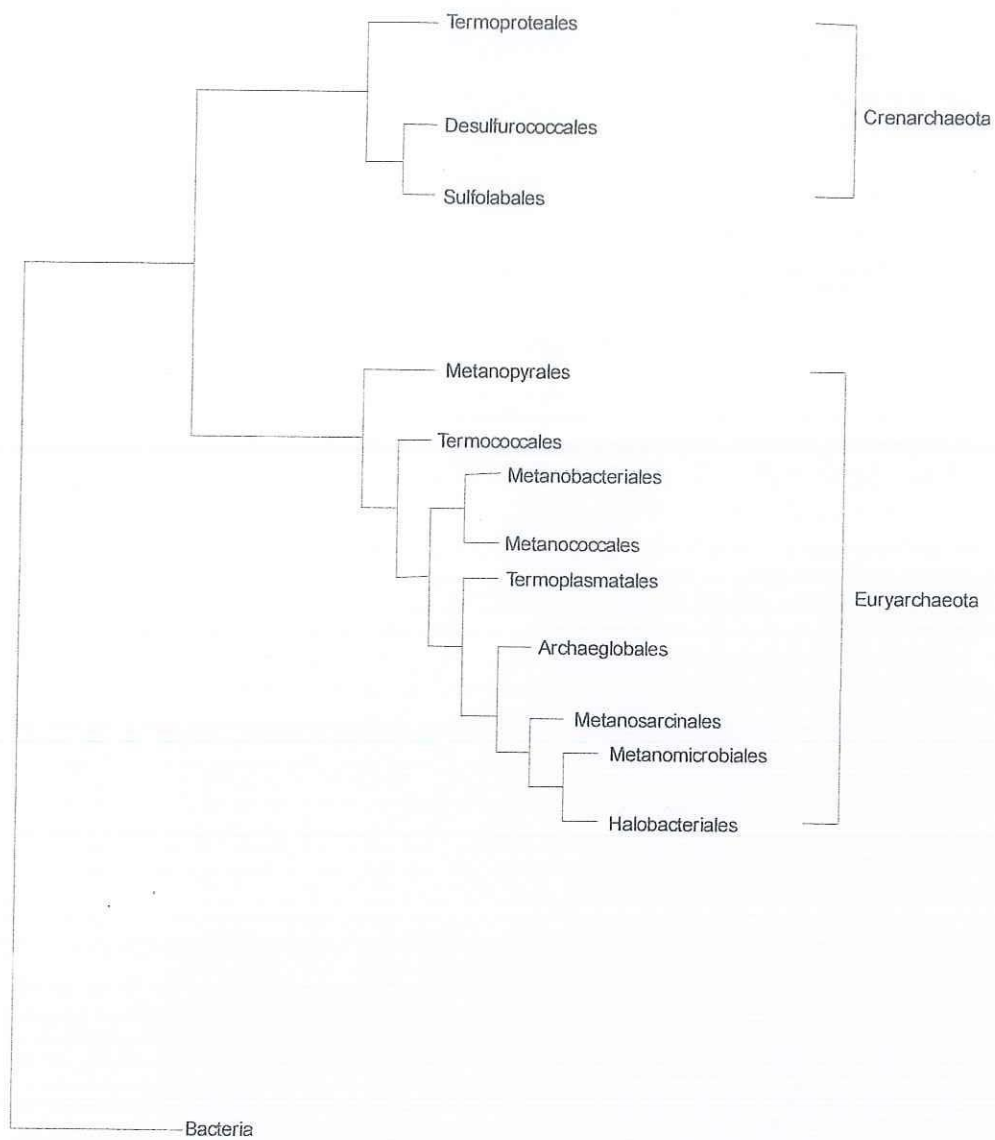 Termoproteales
Desulfurococcales
Crenarchaeota
Sulfolabales
Metanopyrales
Termococcales
Metanobacteriales
Metanococcales
Termoplasmatales
Euryarchaeota
Archaeglobales
Metanosarcinales
Metanomicrobiales
Halobacteriales
Bacteria